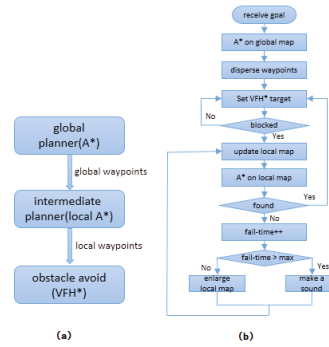 global
planner(A*)
global waypoints
intermediate
planner(local A*)
local waypoints
obstacle avoid
(VFH*)
(a)
receive goal
A* on global map
disperse waypoints
Set VFH* target
No
blocked
Yes
update local map
A* on local map
yes
found
No
fail-time++
fail-time > max
No
Yes
enlarge
local map
make a
sound
(b)